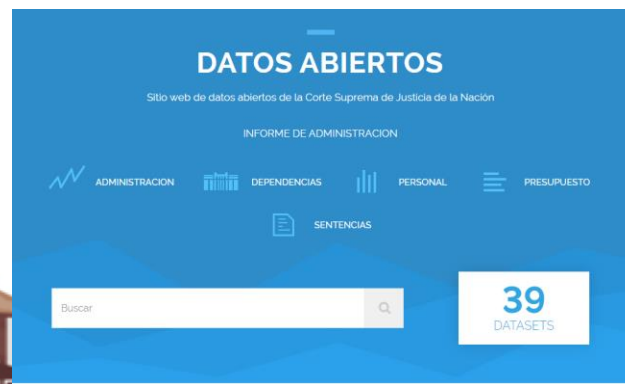 DATOS ABIERTOS
Sitio web de datos abiertos de la Corte Suprema de Justicia de la Nación
INFORME DE ADMINISTRACION
ADMINISTRACION DEPENDENCIAS PERSONAL PRESUPUESTO
SENTENCIAS
Buscar
39
DATASETS